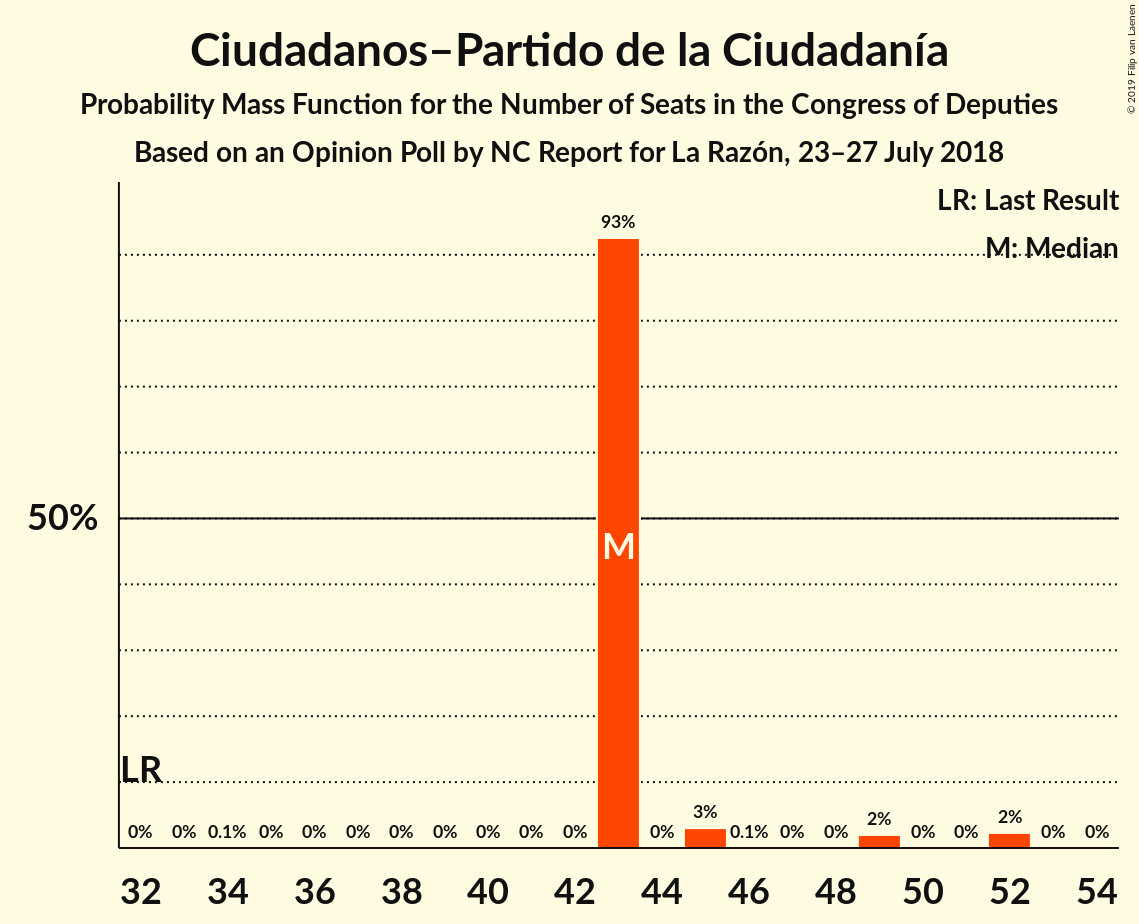 Ciudadanos–Partido de la Ciudadanía
Probability Mass Function for the Number of Seats in the Congress of Deputies
Based on an Opinion Poll by NC Report for La Razón, 23–27 July 2018
© 2019 Filip van Laenen
LR: Last Result
M: Median
93%
50%
M
LR
3%
2%
2%
0% 0% 0.1% 0% 0% 0% 0% 0% 0% 0% 0% 0% 0.1% 0% 0% 0% 0% 0% 0%
32 34 36 38 40 42 44 46 48 50 52 54